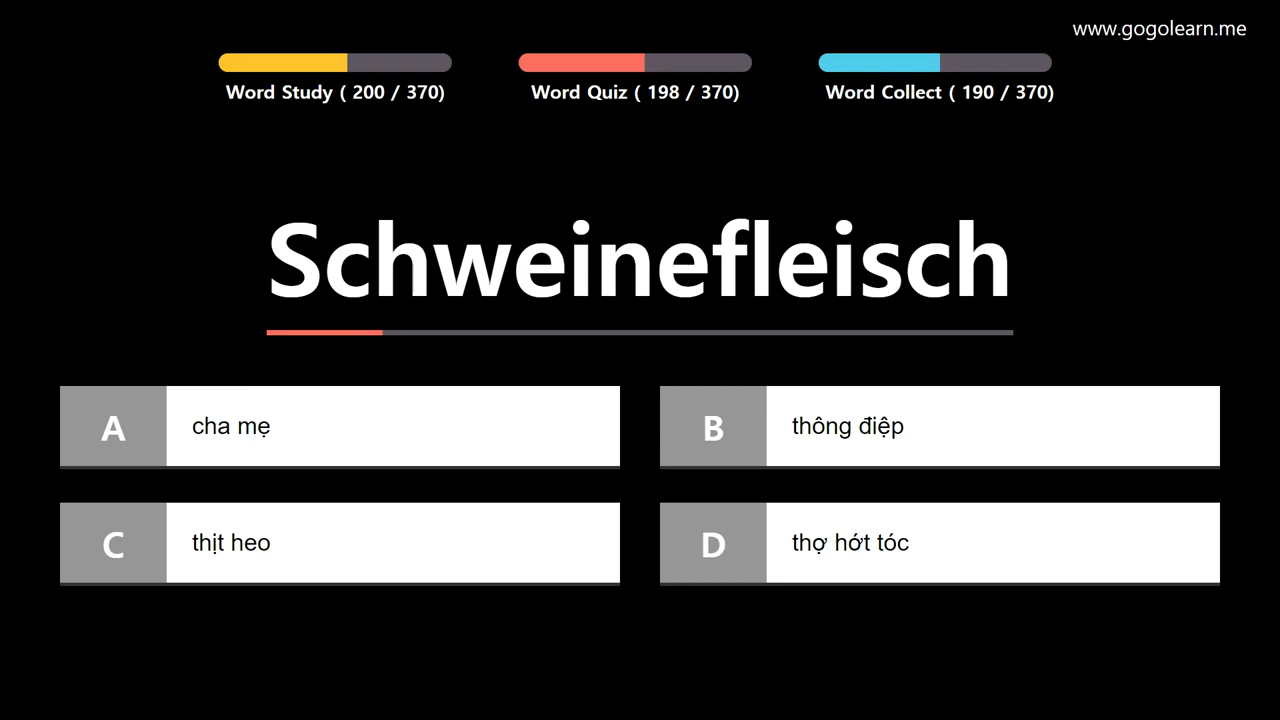 www.gogolearn.me
Word Study ( 200 / 370)
Word Quiz ( 198 / 370)
Word Collect ( 190 / 370)
Schweinefleisch
A
cha mẹ
B
thông điệp
C
thịt heo
D
thợ hớt tóc